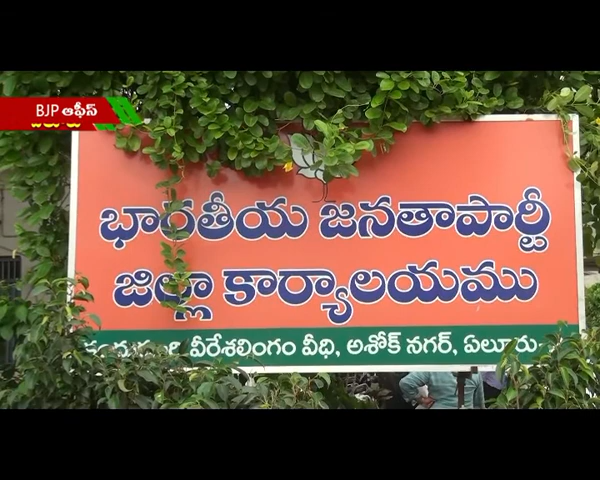 BJP ఆఫీస్
భారతీయ జనతాపార్టీ
జిల్లా కార్యాలయము
వీరేశలింగం వీధి, అశోక్ నగర్, ఏలూరు